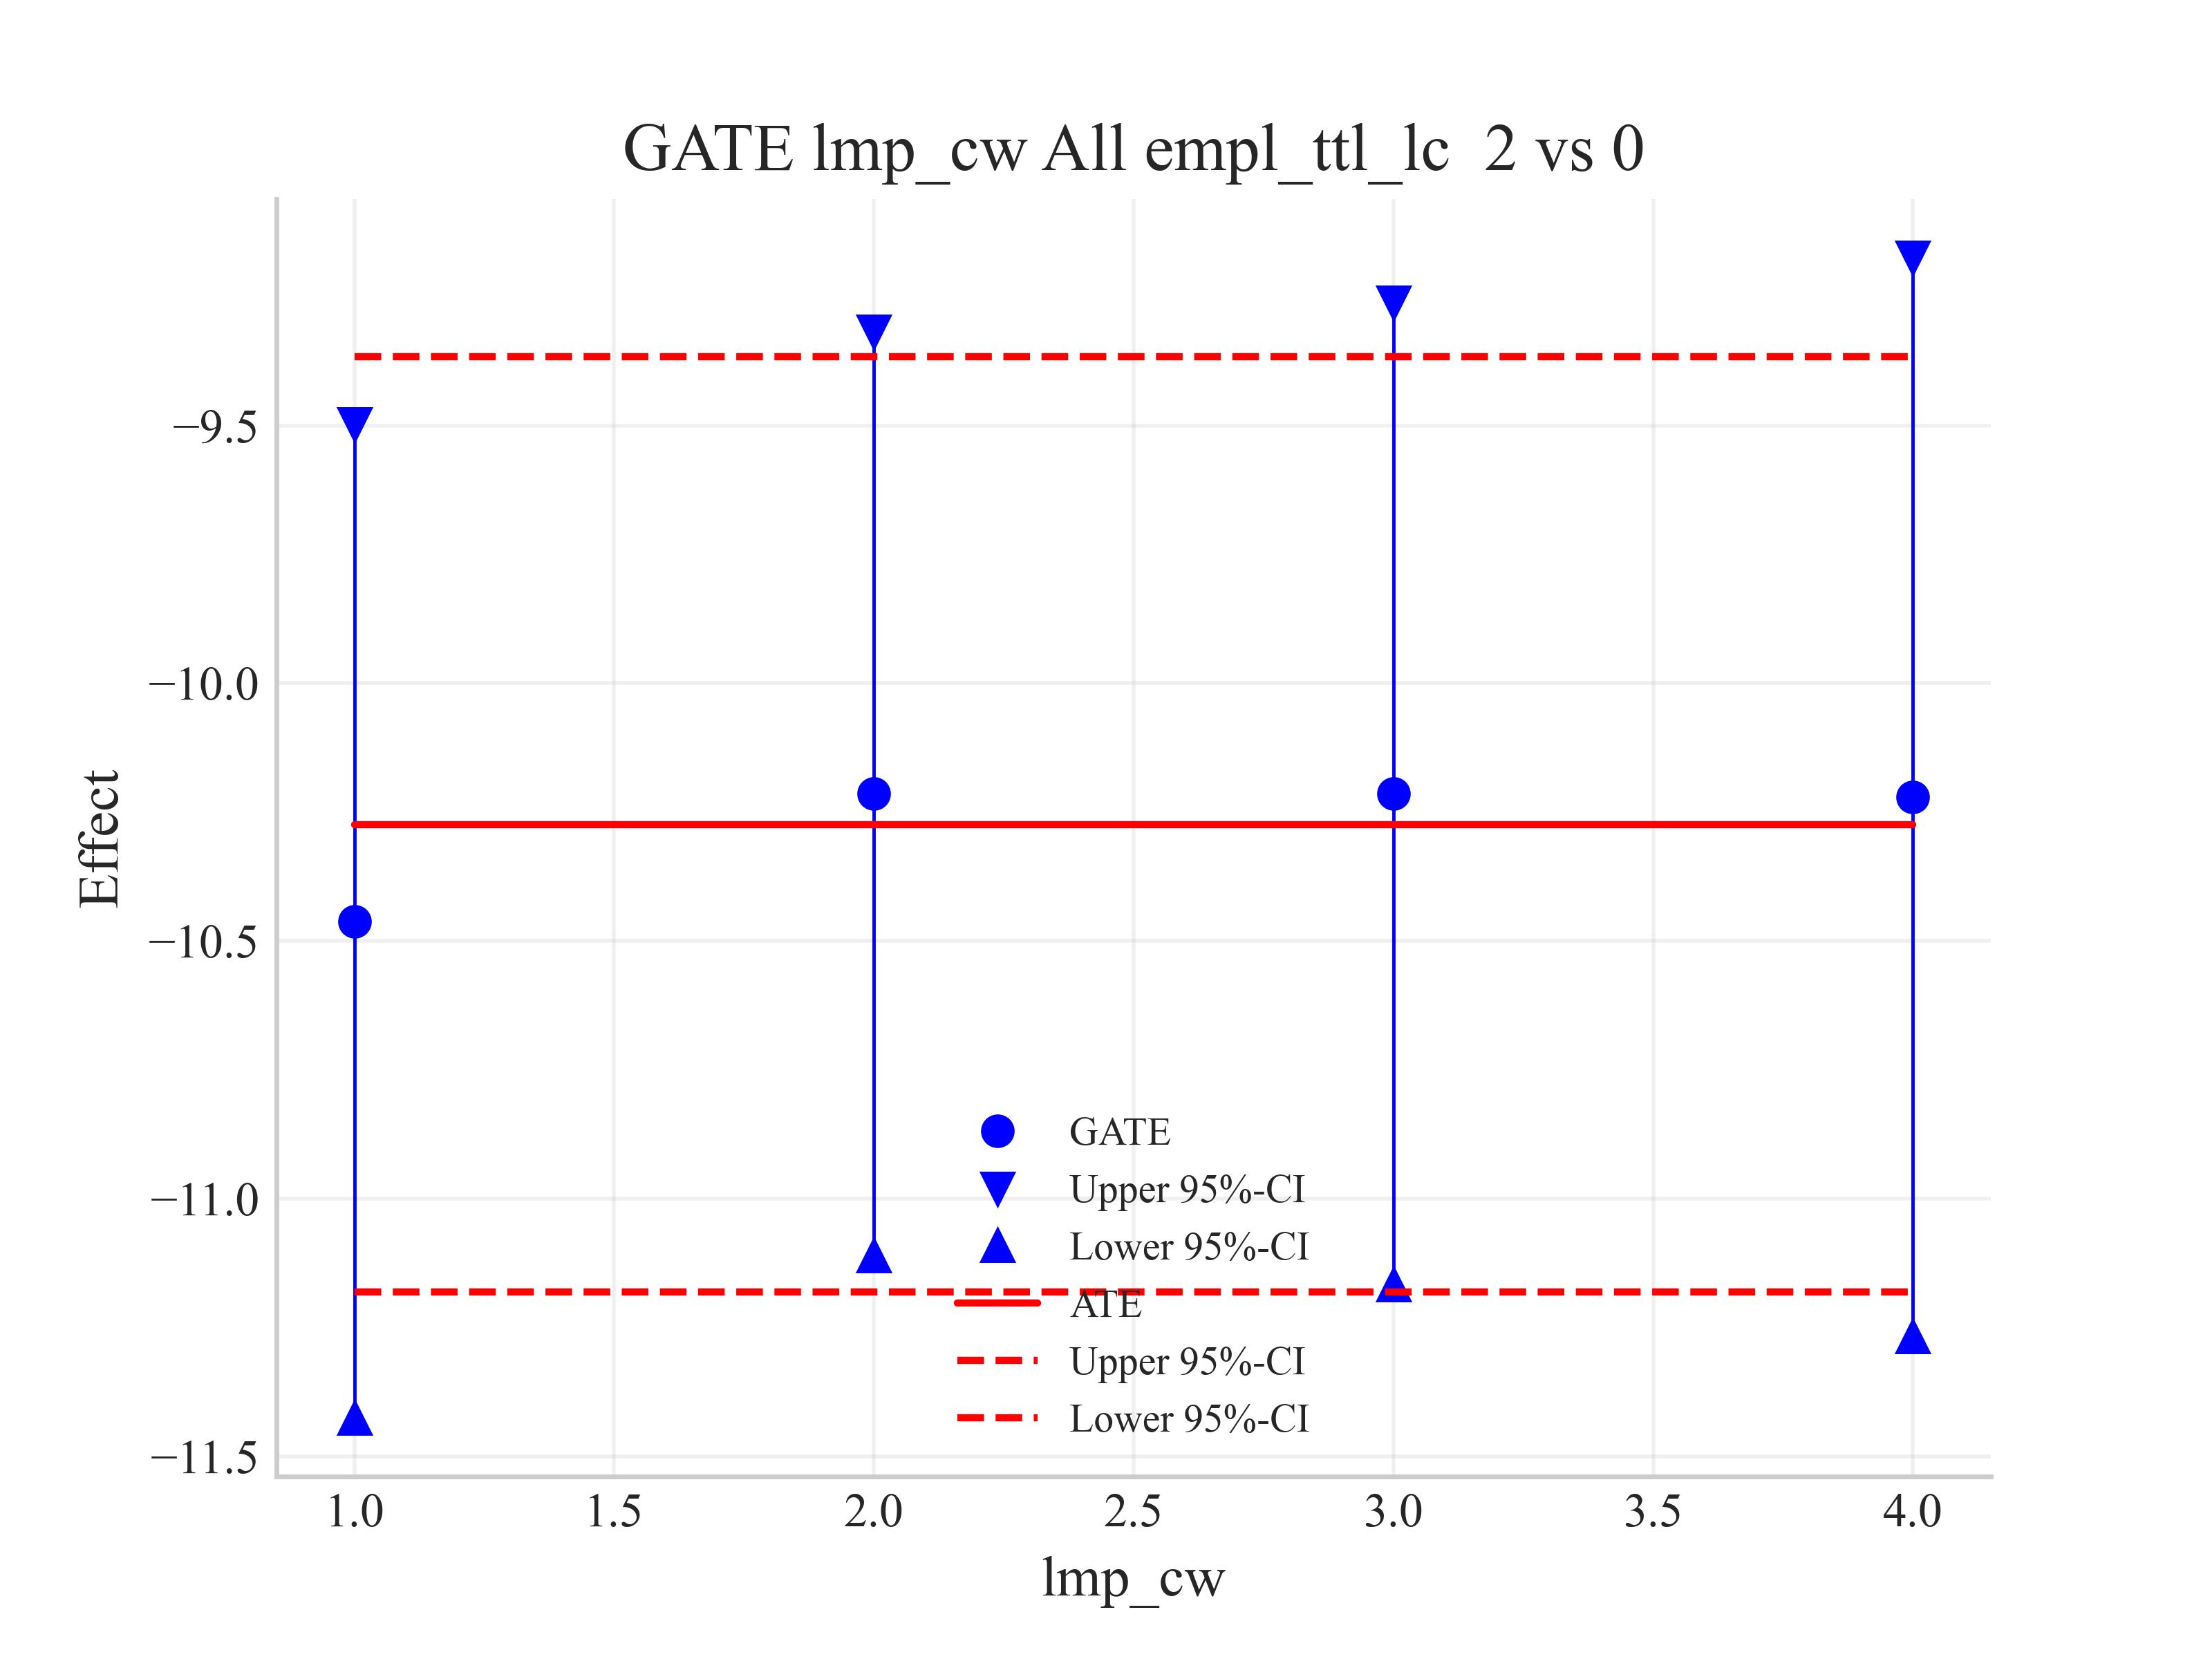 GATE lmp_cw All empl_ttl_lc  2 vs 0
Effect
−9.5
−10.0
−10.5
−11.0
−11.5
GATE
Upper 95%-CI
Lower 95%-CI
ATE
Upper 95%-CI
Lower 95%-CI
1.0 1.5 2.0 2.5 3.0 3.5 4.0
lmp_cw